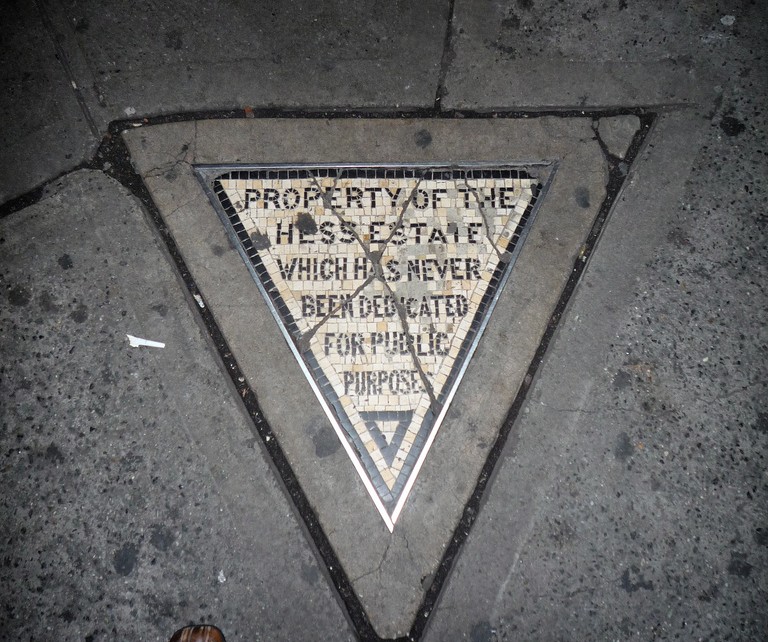 PROPERTY OF THE
HESS ESTATE
WHICH HAS NEVER
BEEN DEDICATED
FOR PUBLIC
PURPOSES